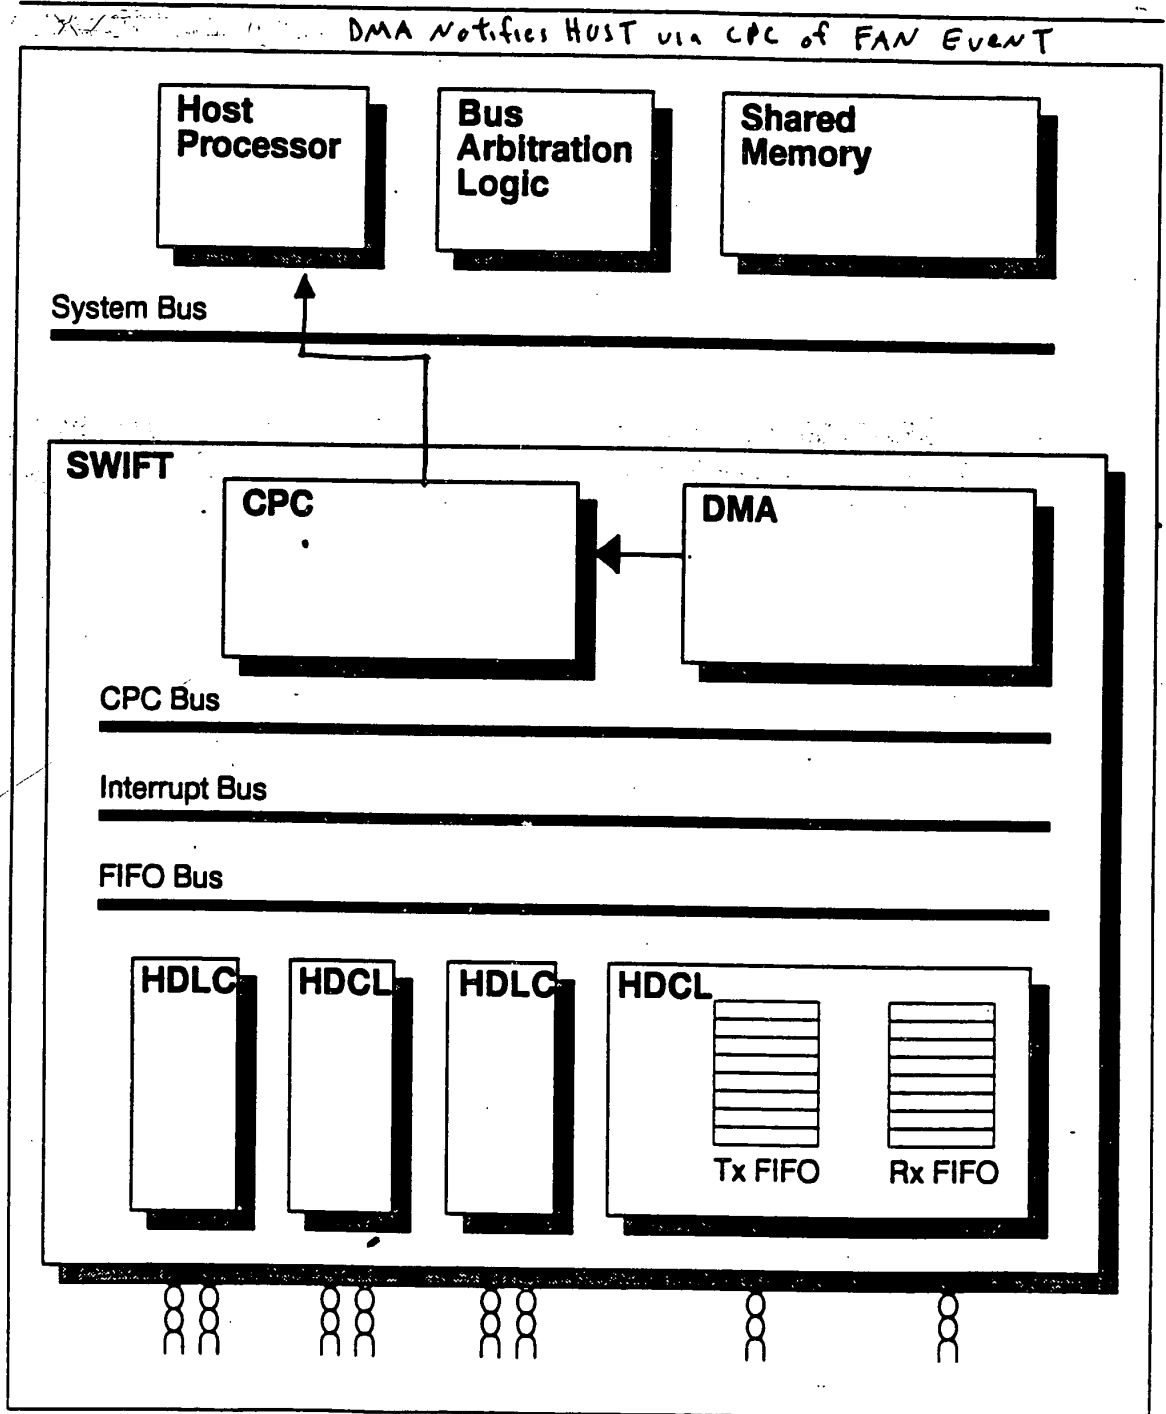 DMA Notifies HOST via CPC of FAN EVENT
Host
Processor
Bus
Arbitration
Logic
Shared
Memory
System Bus
SWIFT
CPC
DMA
CPC Bus
Interrupt Bus
FIFO Bus
HDLC
HDCL
HDLC
HDCL
Tx FIFO
Rx FIFO